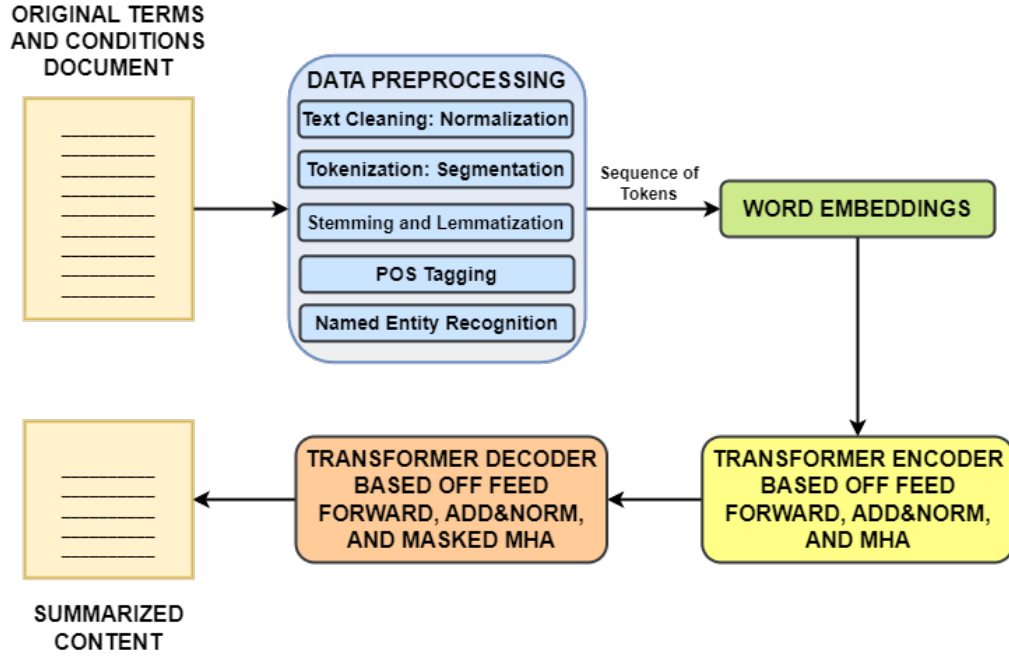 ORIGINAL TERMS
AND CONDITIONS
DOCUMENT
DATA PREPROCESSING
Text Cleaning: Normalization
Tokenization: Segmentation
Stemming and Lemmatization
POS Tagging
Named Entity Recognition
Sequence of
Tokens
WORD EMBEDDINGS
TRANSFORMER ENCODER
BASED OFF FEED
FORWARD, ADD&NORM,
AND MHA
TRANSFORMER DECODER
BASED OFF FEED
FORWARD, ADD&NORM,
AND MASKED MHA
SUMMARIZED
CONTENT